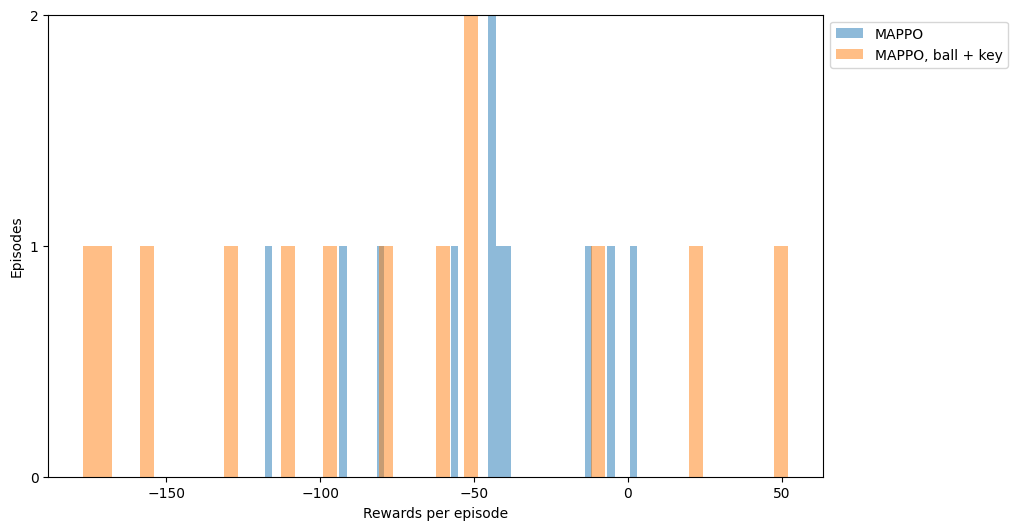 MAPPO
MAPPO, ball + key
Episodes
2
1
0
−150
−100
−50
0
50
Rewards per episode